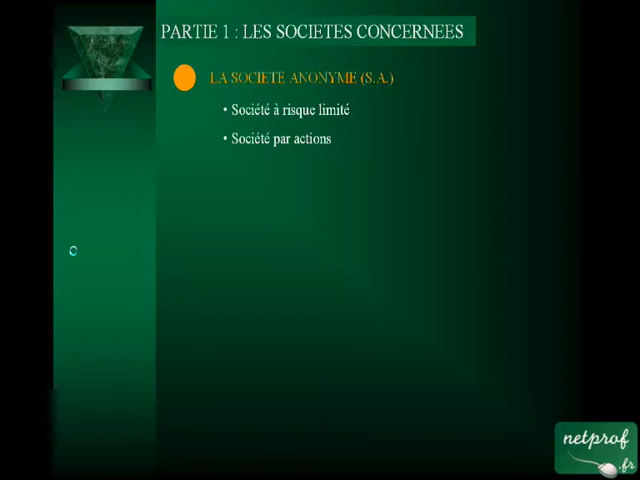 PARTIE 1 : LES SOCIETES CONCERNEES
LA SOCIETE ANONYME (S.A.)
• Société à risque limité
• Société par actions
netprof
.fr